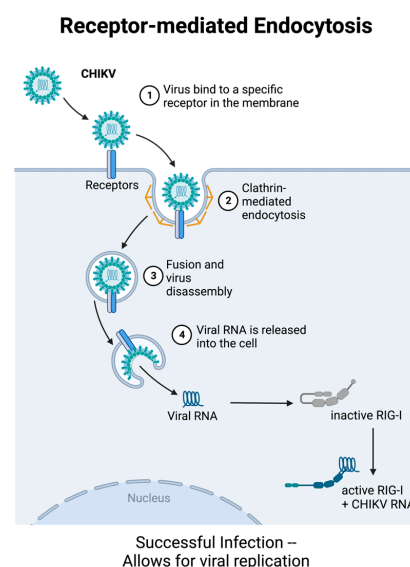 Receptor-mediated Endocytosis
CHIKV
1 Virus bind to a specific
receptor in the membrane
Receptors
2 Clathrin-
mediated
endocytosis
3 Fusion and
virus
disassembly
4 Viral RNA is released
into the cell
Viral RNA
inactive RIG-I
active RIG-I
+ CHIKV RNA
Nucleus
Successful Infection --
Allows for viral replication